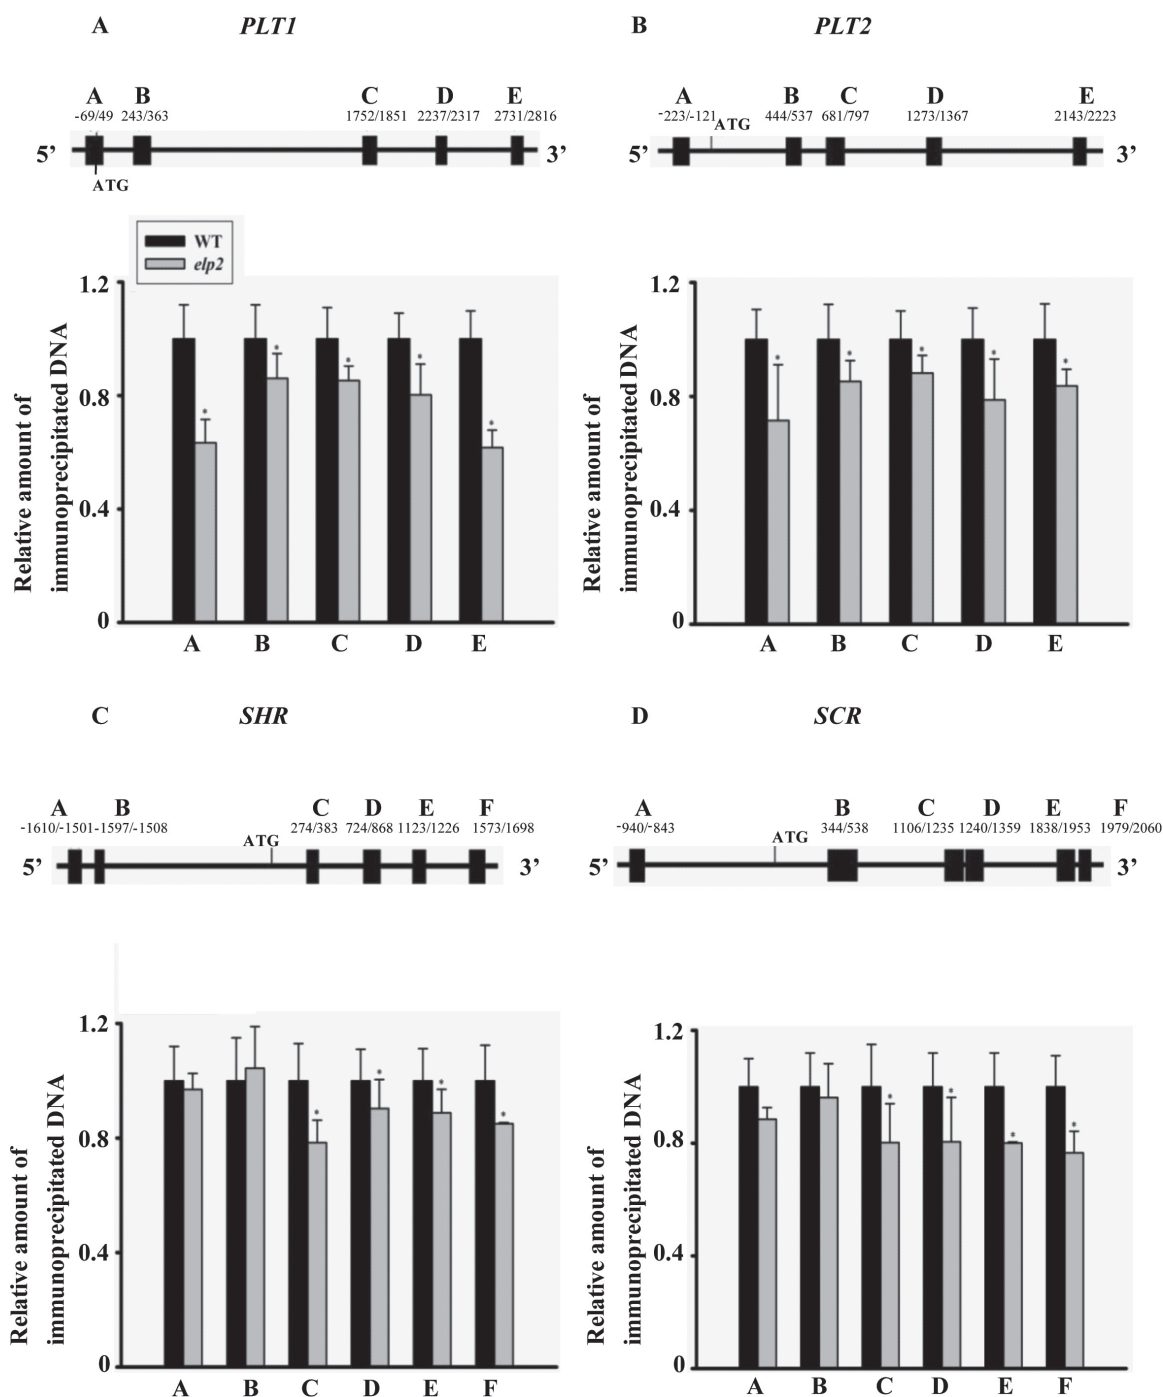 A PLT1
A B C D E
-69/49 243/363 1752/1851 2237/2317 2731/2816
5’ 3’
ATG
WT
elp2
Relative amount of
immunoprecipitated DNA
1.2
0.8
0.4
0
* * * * *
A B C D E
B PLT2
A B C D E
-223/-121 444/537 681/797 1273/1367 2143/2223
ATG
5’ 3’
Relative amount of
immunoprecipitated DNA
1.2
0.8
0.4
0
* * * * *
A B C D E
C SHR
A B C D E F
-1610/-1501 -1597/-1508 274/383 724/868 1123/1226 1573/1698
ATG
5’ 3’
Relative amount of
immunoprecipitated DNA
1.2
0.8
0.4
0
* * * *
A B C D E F
D SCR
A B C D E F
-940/-843 344/538 1106/1235 1240/1359 1838/1953 1979/2060
ATG
5’ 3’
Relative amount of
immunoprecipitated DNA
1.2
0.8
0.4
0
* * * *
A B C D E F